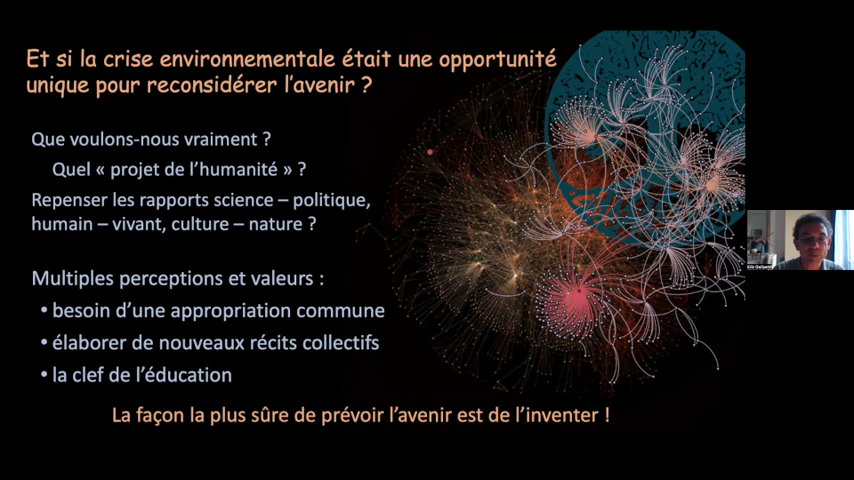 Et si la crise environnementale était une opportunité
unique pour reconsidérer l'avenir ?
Que voulons-nous vraiment ?
Quel « projet de l'humanité » ?
Repenser les rapports science – politique,
humain – vivant, culture – nature ?
Multiples perceptions et valeurs :
• besoin d'une appropriation commune
• élaborer de nouveaux récits collectifs
• la clef de l'éducation
La façon la plus sûre de prévoir l'avenir est de l'inventer !